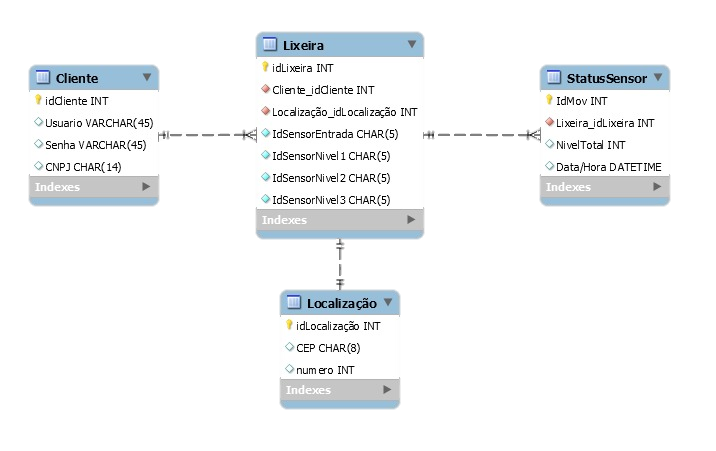 Cliente
idCliente INT
Usuario VARCHAR(45)
Senha VARCHAR(45)
CNPJ CHAR(14)
Indexes
Lixeira
idLixeira INT
Cliente_idCliente INT
Localização_idLocalização INT
IdSensorEntrada CHAR(5)
IdSensorNivel1 CHAR(5)
IdSensorNivel2 CHAR(5)
IdSensorNivel3 CHAR(5)
Indexes
StatusSensor
IdMov INT
Lixeira_idLixeira INT
NivelTotal INT
Data/Hora DATETIME
Indexes
Localização
idLocalização INT
CEP CHAR(8)
numero INT
Indexes